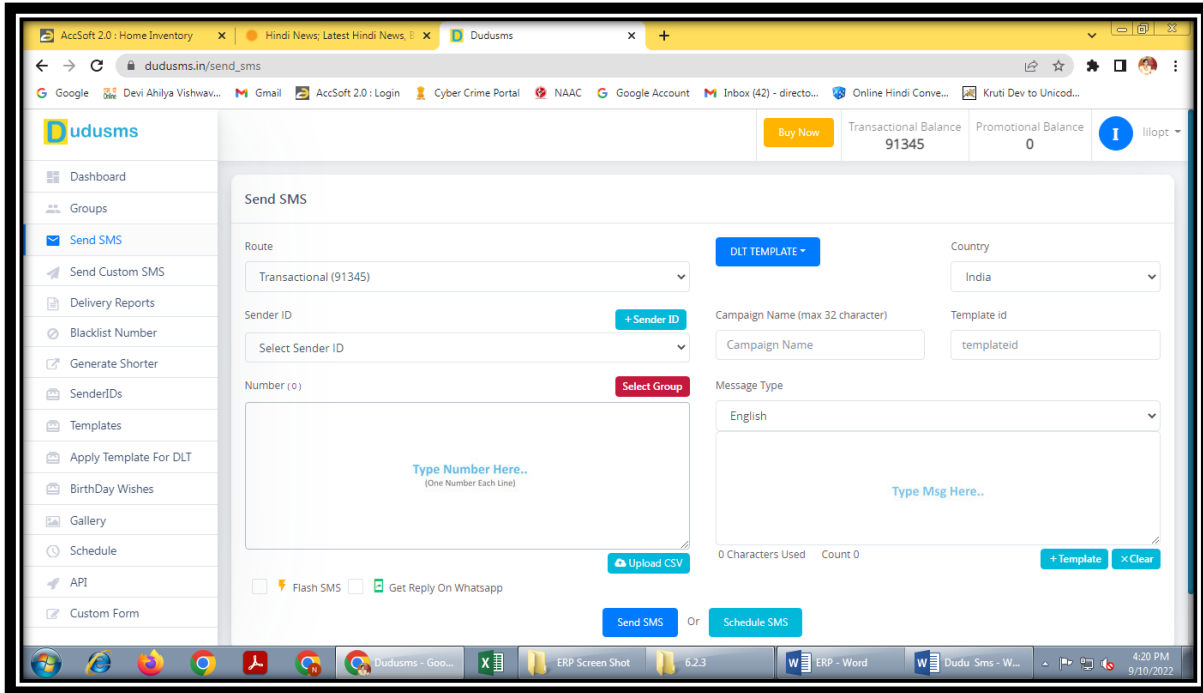 AccSoft 2.0 : Home Inventory
Hindi News; Latest Hindi News, B
Dudusms
dudusms.in/send_sms
Google Devi Ahilya Vishwav... Gmail AccSoft 2.0 : Login Cyber Crime Portal NAAC Google Account Inbox (42) - directo... Online Hindi Conve... Kruti Dev to Unicod...
Dudusms
Buy Now
Transactional Balance
91345
Promotional Balance
0
I
lilopt
Dashboard
Groups
Send SMS
Send Custom SMS
Delivery Reports
Blacklist Number
Generate Shorter
SenderIDs
Templates
Apply Template For DLT
BirthDay Wishes
Gallery
Schedule
API
Custom Form
Send SMS
Route
Transactional (91345)
DLT TEMPLATE
Country
India
Sender ID
+ Sender ID
Select Sender ID
Campaign Name (max 32 character)
Campaign Name
Template id
templateid
Number ( 0 )
Select Group
Type Number Here..
(One Number Each Line)
Upload CSV
Message Type
English
Type Msg Here..
0 Characters Used Count 0
+ Template
× Clear
Flash SMS
Get Reply On Whatsapp
Send SMS Or Schedule SMS
Dudusms - Goo...
ERP Screen Shot
6.2.3
ERP - Word
Dudu Sms - W...
4:20 PM
9/10/2022